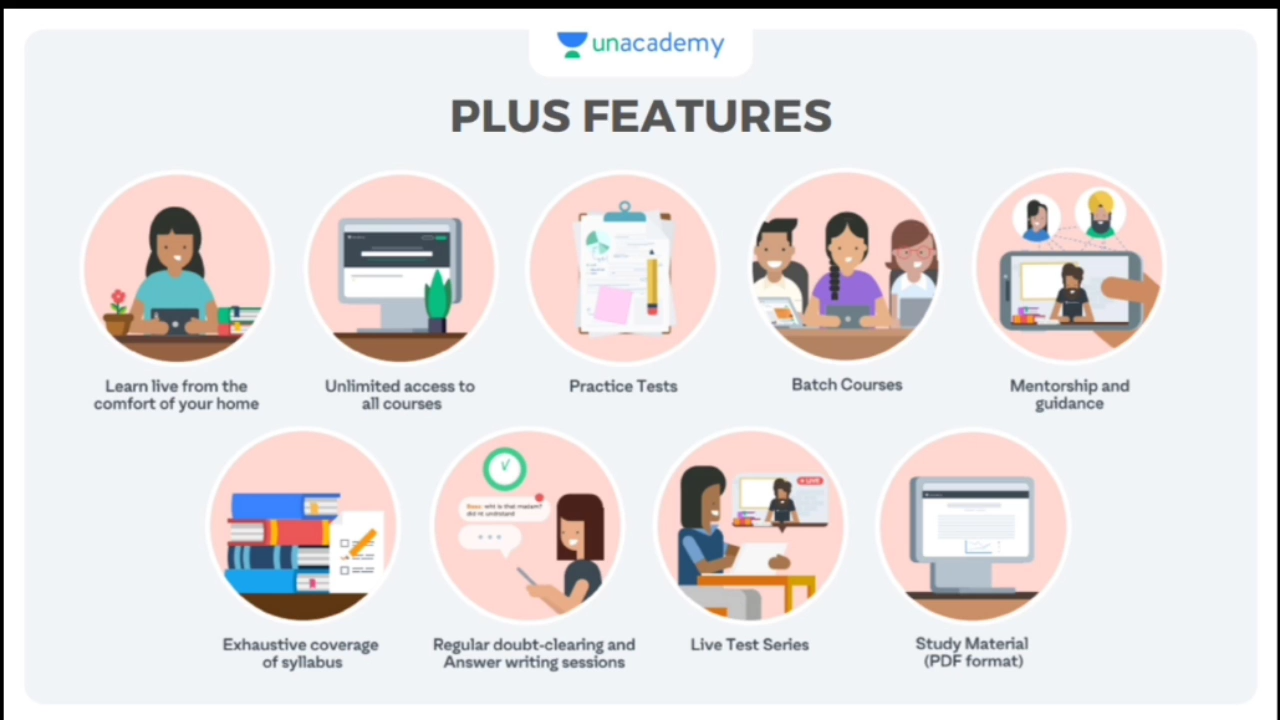 unacademy
PLUS FEATURES
Learn live from the
comfort of your home
Unlimited access to
all courses
Practice Tests
Batch Courses
Mentorship and
guidance
LIVE
Exhaustive coverage
of syllabus
Regular doubt-clearing and
Answer writing sessions
Live Test Series
Study Material
(PDF format)